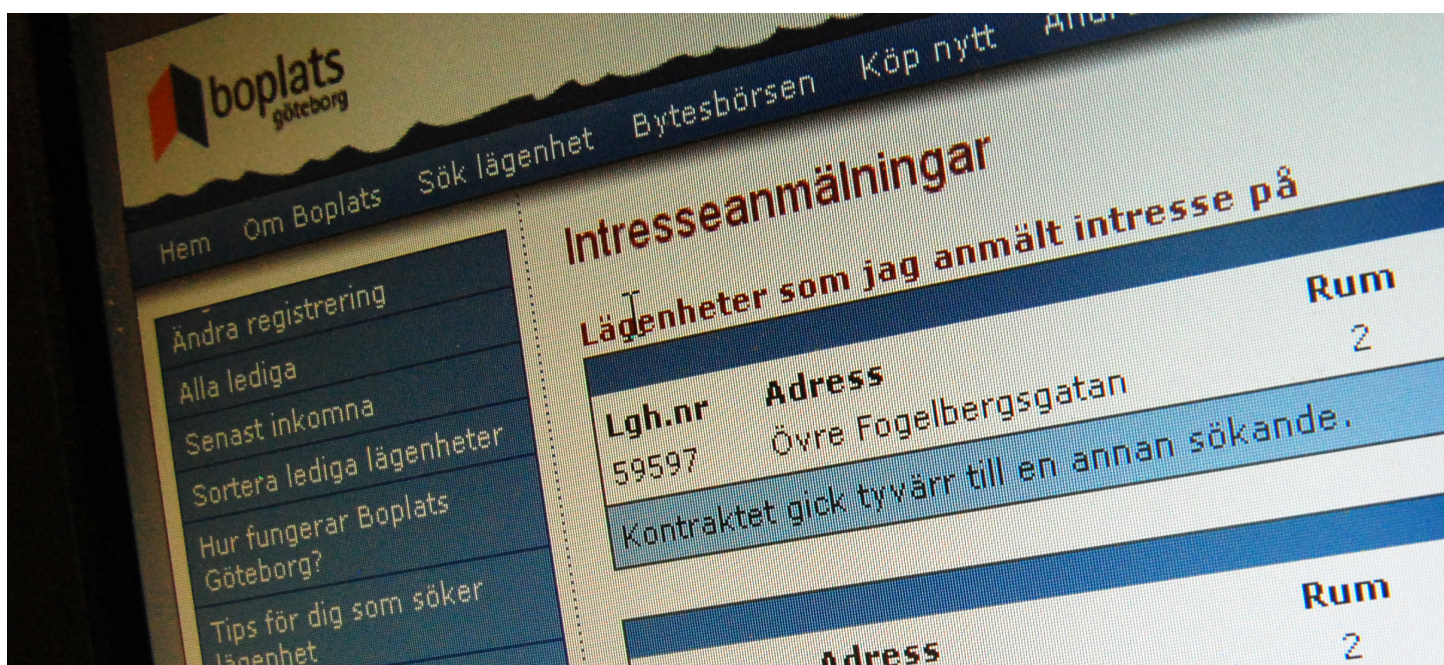 boplats
göteborg
Hem Om Boplats Sök lägenhet Bytesbörsen Köp nytt
Ändra registrering
Alla lediga
Senast inkomna
Sortera lediga lägenheter
Hur fungerar Boplats
Göteborg?
Tips för dig som söker
lägenhet
Intresseanmälningar
Lägenheter som jag anmält intresse på
Lgh.nr Adress Rum
59597 Övre Fogelbergsgatan 2
Kontraktet gick tyvärr till en annan sökande.
Adress Rum
2